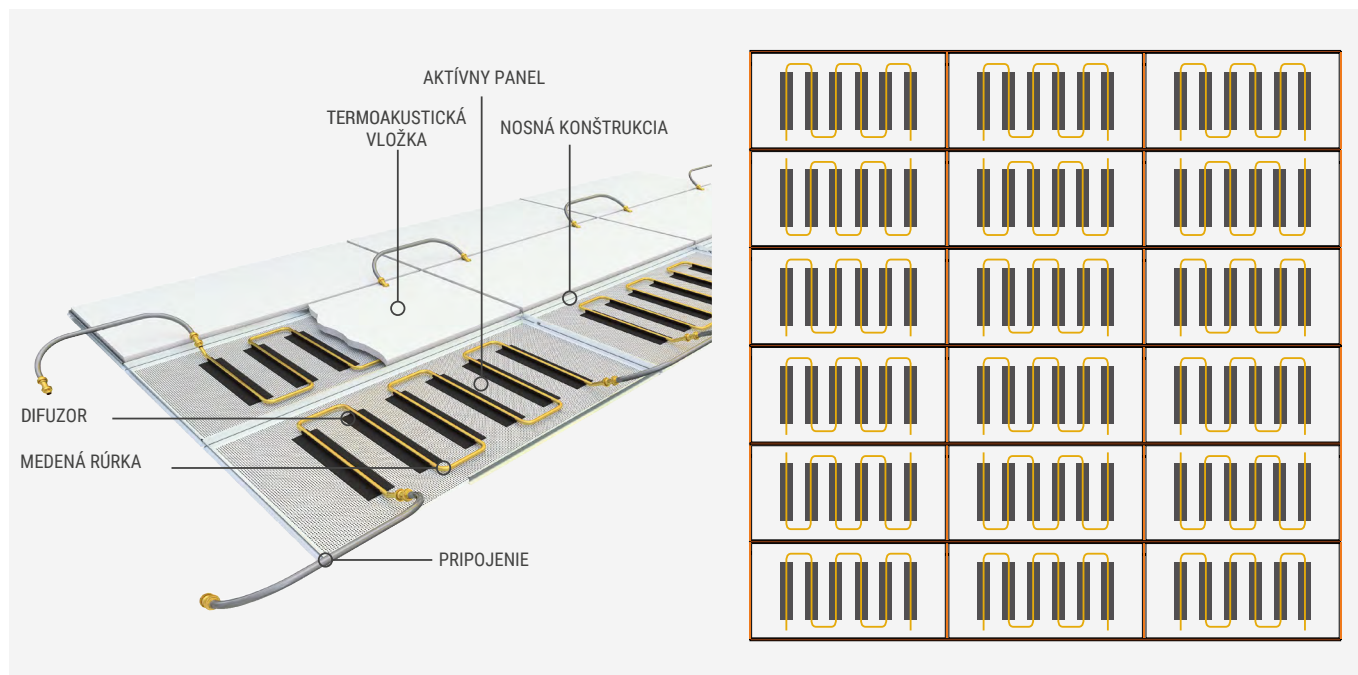 AKTÍVNY PANEL
TERMOAKUSTICKÁ
VLOŽKA
NOSNÁ KONŠTRUKCIA
DIFUZOR
MEDENÁ RÚRKA
PRIPOJENIE